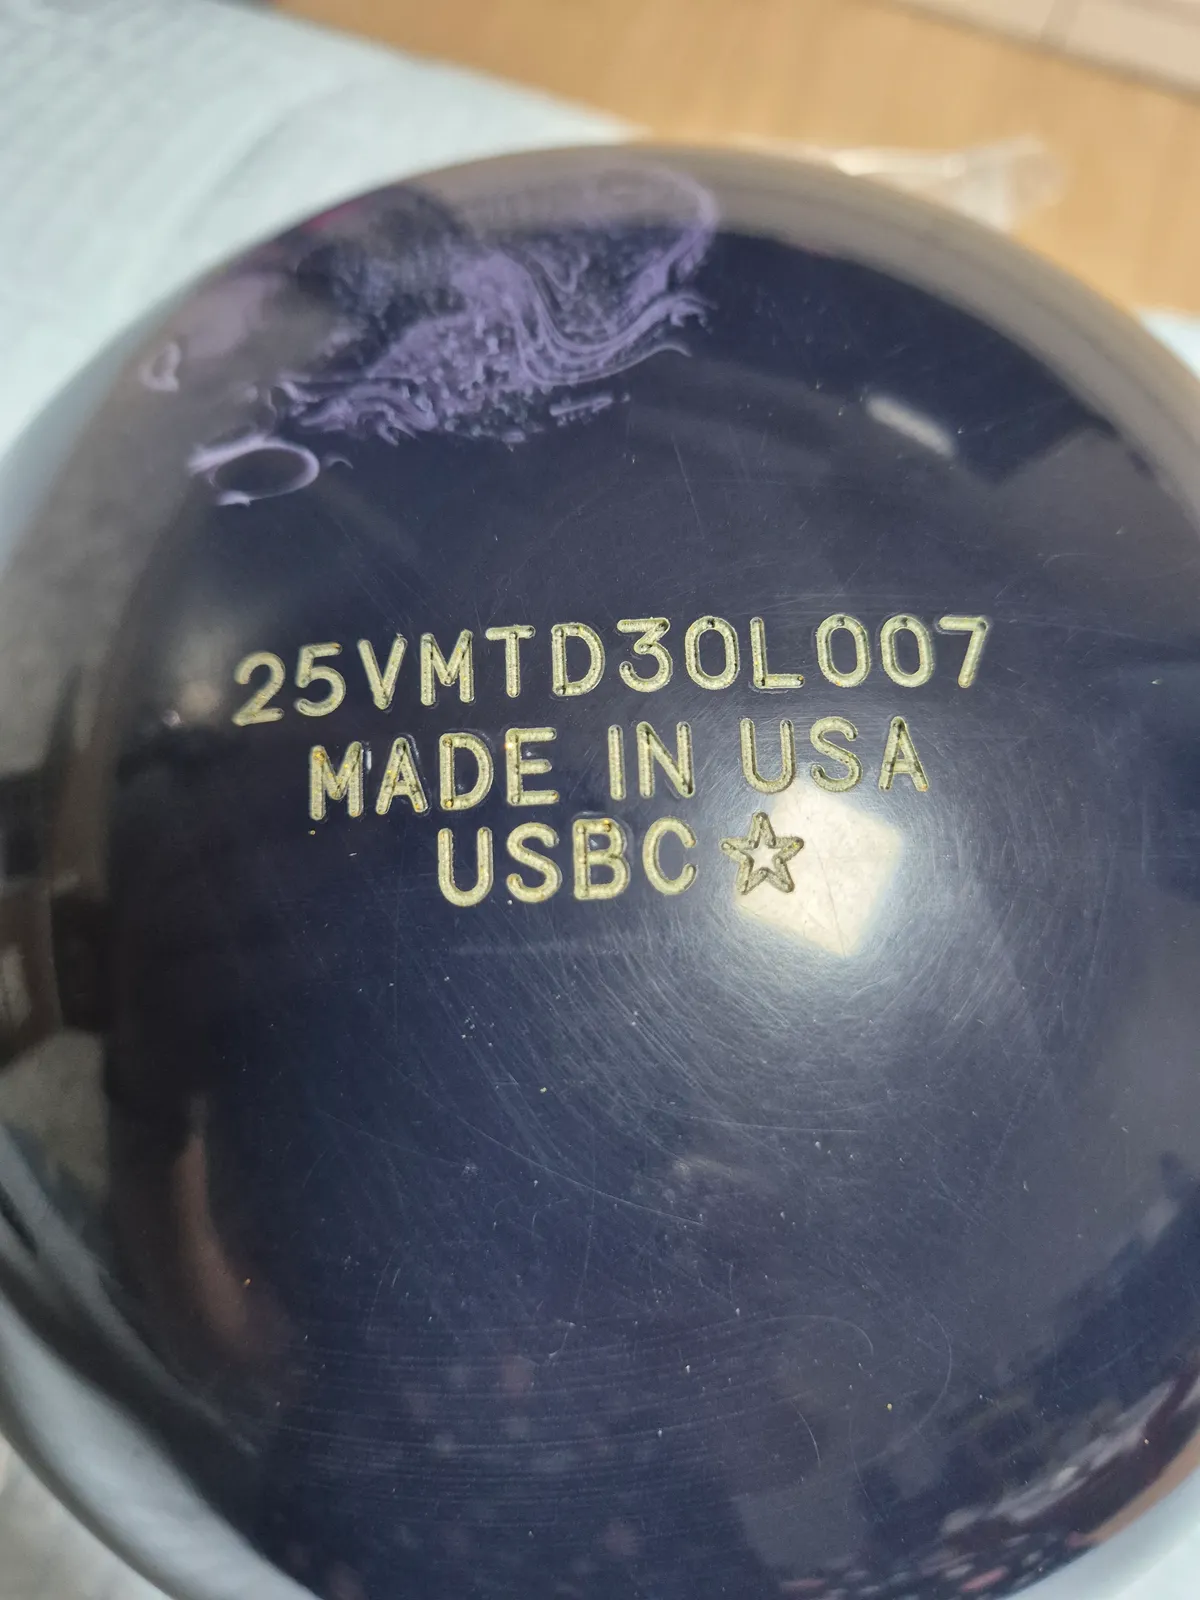 25VMTD30L007
MADE IN USA
USBC ☆